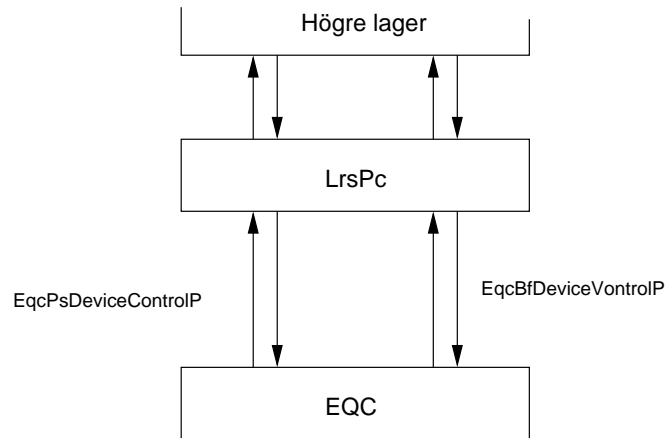 Högre lager
LrsPc
EqcPsDeviceControlP
EqcBfDeviceVontrolP
EQC